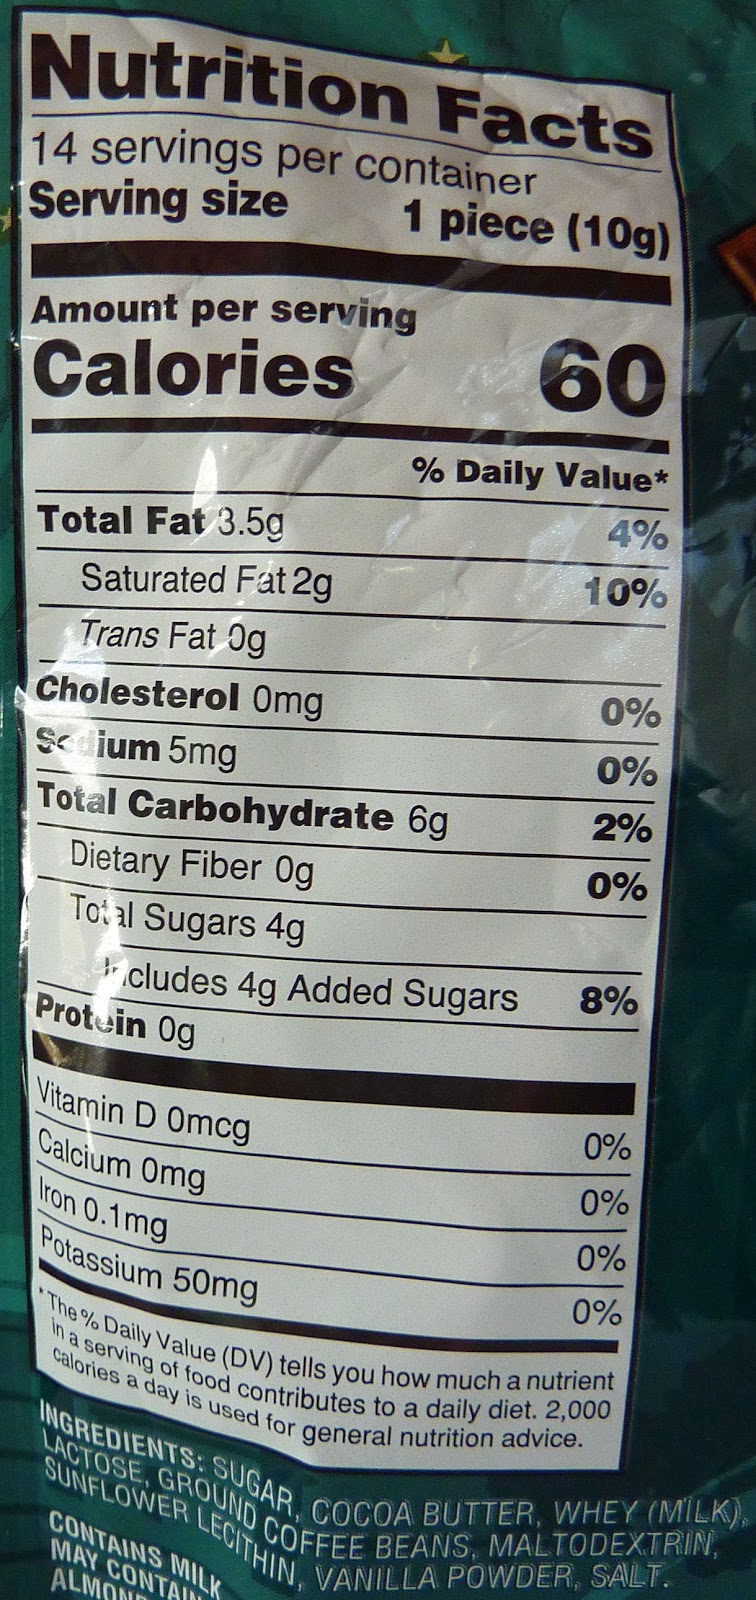 Nutrition Facts
14 servings per container
Serving size 1 piece (10g)
Amount per serving
Calories 60
% Daily Value*
Total Fat 3.5g 4%
Saturated Fat 2g 10%
Trans Fat 0g
Cholesterol 0mg 0%
Sodium 5mg 0%
Total Carbohydrate 6g 2%
Dietary Fiber 0g 0%
Total Sugars 4g
Includes 4g Added Sugars 8%
Protein 0g
Vitamin D 0mcg 0%
Calcium 0mg 0%
Iron 0.1mg 0%
Potassium 50mg 0%
*The % Daily Value (DV) tells you how much a nutrient
in a serving of food contributes to a daily diet. 2,000
calories a day is used for general nutrition advice.
INGREDIENTS: SUGAR, COCOA BUTTER, WHEY (MILK),
LACTOSE, GROUND COFFEE BEANS, MALTODEXTRIN,
SUNFLOWER LECITHIN, VANILLA POWDER, SALT.
CONTAINS MILK
MAY CONTAIN